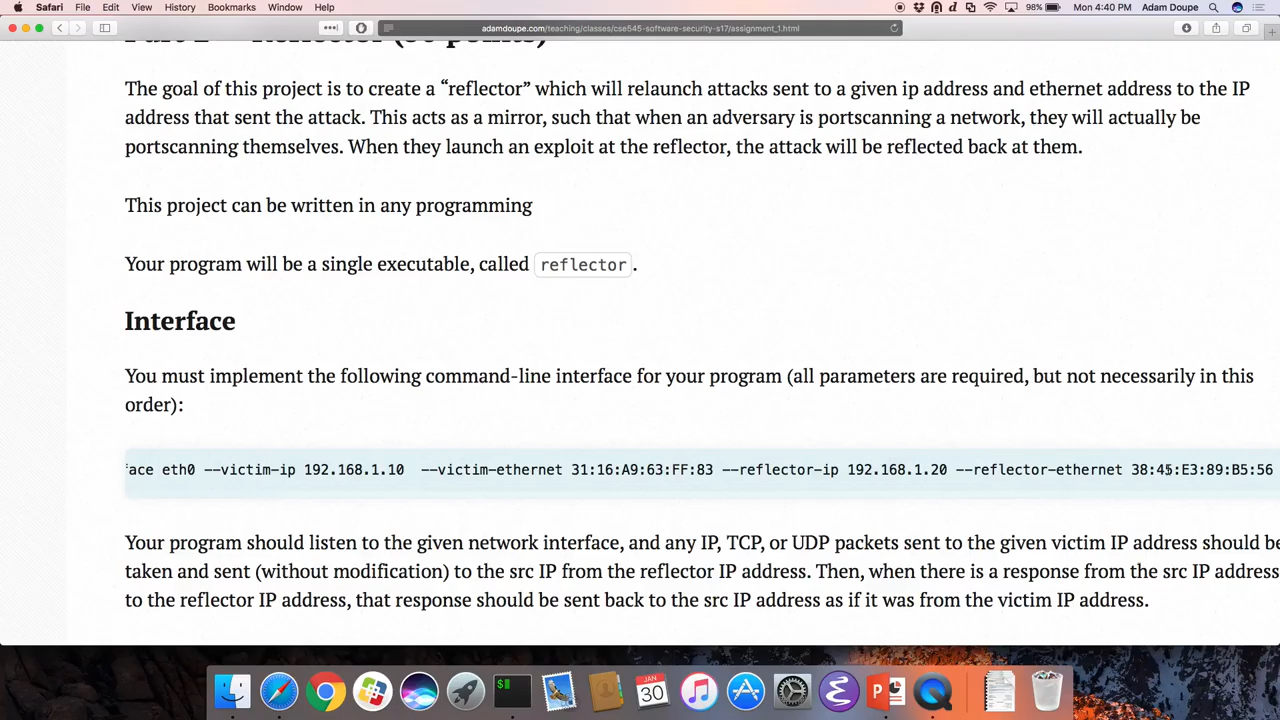 Safari File Edit View History Bookmarks Window Help 98% Mon 4:40 PM Adam Doupe
adamdoupe.com/teaching/classes/cse545-software-security-s17/assignment_1.html
The goal of this project is to create a “reflector” which will relaunch attacks sent to a given ip address and ethernet address to the IP
address that sent the attack. This acts as a mirror, such that when an adversary is portscanning a network, they will actually be
portscanning themselves. When they launch an exploit at the reflector, the attack will be reflected back at them.
This project can be written in any programming
Your program will be a single executable, called reflector.
Interface
You must implement the following command-line interface for your program (all parameters are required, but not necessarily in this
order):
face eth0 --victim-ip 192.168.1.10 --victim-ethernet 31:16:A9:63:FF:83 --reflector-ip 192.168.1.20 --reflector-ethernet 38:45:E3:89:B5:56
Your program should listen to the given network interface, and any IP, TCP, or UDP packets sent to the given victim IP address should be
taken and sent (without modification) to the src IP from the reflector IP address. Then, when there is a response from the src IP address
to the reflector IP address, that response should be sent back to the src IP address as if it was from the victim IP address.
JAN
30
$